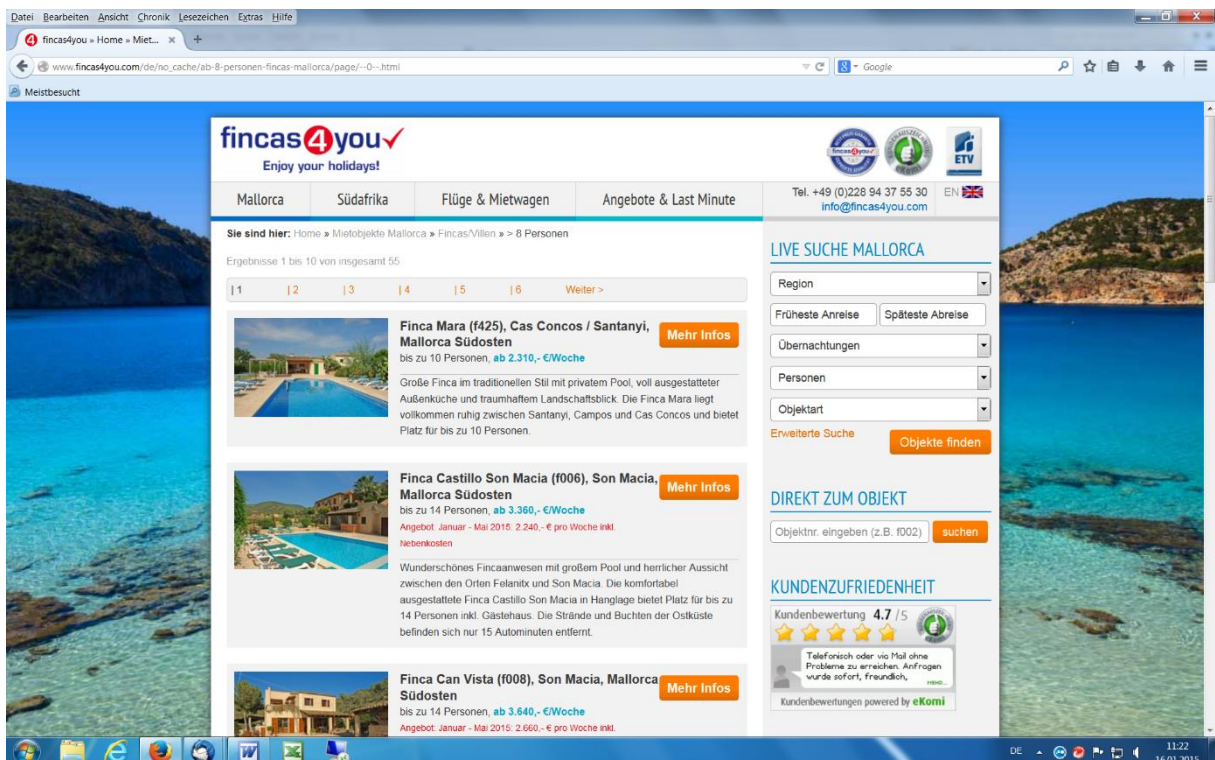 Datei Bearbeiten Ansicht Chronik Lesezeichen Extras Hilfe
fincas4you » Home » Miet...
www.fincas4you.com/de/no_cache/ab-8-personen-fincas-mallorca/page/--0--.html
Google
Meistbesucht
fincas4you
Enjoy your holidays!
fincas4you
ETV
Mallorca Südafrika Flüge & Mietwagen Angebote & Last Minute
Tel. +49 (0)228 94 37 55 30
info@fincas4you.com
EN
Sie sind hier: Home » Mietobjekte Mallorca » Fincas/Villen » > 8 Personen
Ergebnisse 1 bis 10 von insgesamt 55
| 1 | 2 | 3 | 4 | 5 | 6 Weiter >
Finca Mara (f425), Cas Concos / Santanyi,
Mallorca Südosten
Mehr Infos
bis zu 10 Personen, ab 2.310,- €/Woche
Große Finca im traditionellen Stil mit privatem Pool, voll ausgestatteter
Außenküche und traumhaftem Landschaftsblick. Die Finca Mara liegt
vollkommen ruhig zwischen Santanyi, Campos und Cas Concos und bietet
Platz für bis zu 10 Personen.
Finca Castillo Son Macia (f006), Son Macia,
Mallorca Südosten
Mehr Infos
bis zu 14 Personen, ab 3.360,- €/Woche
Angebot: Januar - Mai 2015: 2.240,- € pro Woche inkl.
Nebenkosten
Wunderschönes Fincaanwesen mit großem Pool und herrlicher Aussicht
zwischen den Orten Felanitx und Son Macia. Die komfortabel
ausgestattete Finca Castillo Son Macia in Hanglage bietet Platz für bis zu
14 Personen inkl. Gästehaus. Die Strände und Buchten der Ostküste
befinden sich nur 15 Autominuten entfernt.
Finca Can Vista (f008), Son Macia, Mallorca
Südosten
Mehr Infos
bis zu 14 Personen, ab 3.640,- €/Woche
Angebot: Januar - Mai 2015: 2.660,- € pro Woche inkl.
LIVE SUCHE MALLORCA
Region
Früheste Anreise Späteste Abreise
Übernachtungen
Personen
Objektart
Erweiterte Suche
Objekte finden
DIREKT ZUM OBJEKT
Objektnr. eingeben (z.B. f002) suchen
KUNDENZUFRIEDENHEIT
Kundenbewertung 4.7 /5
Telefonisch oder via Mail ohne
Probleme zu erreichen. Anfragen
wurde sofort, freundlich,
Kundenbewertungen powered by eKomi
DE
11:22
16.01.2015